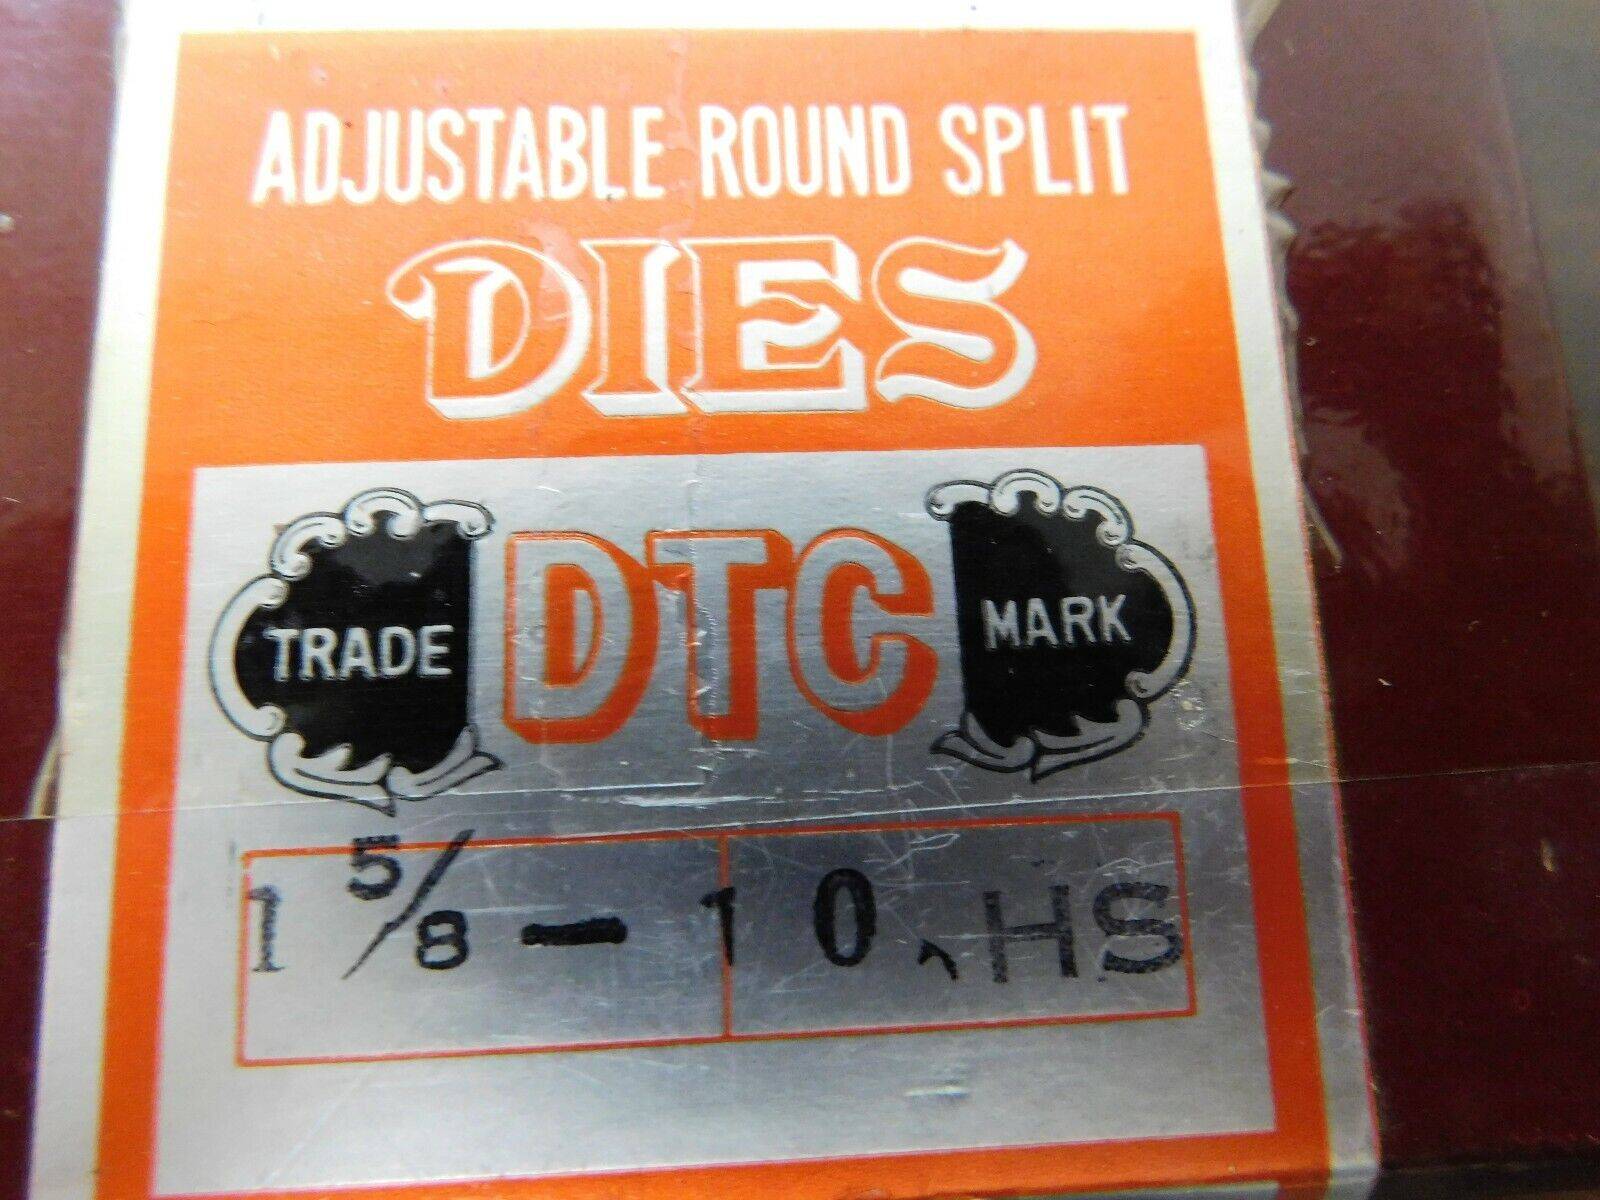 ADJUSTABLE ROUND SPLIT
DIES
TRADE DTC MARK
1 5/8 - 10, HS